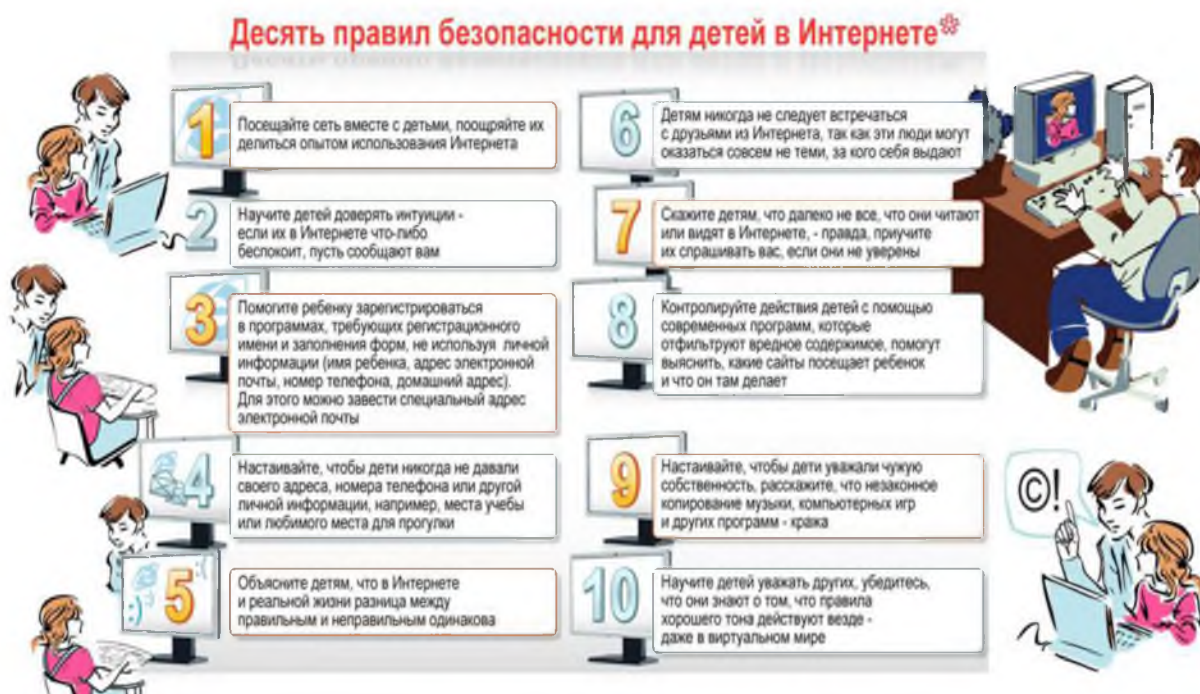 Десять правил безопасности для детей в Интернете*
1
Посещайте сеть вместе с детьми, поощряйте их
делиться опытом использования Интернета
2
Научите детей доверять интуиции -
если их в Интернете что-либо
беспокоит, пусть сообщают вам
3
Помогите ребенку зарегистрироваться
в программах, требующих регистрационного
имени и заполнения форм, не используя личной
информации (имя ребенка, адрес электронной
почты, номер телефона, домашний адрес).
Для этого можно завести специальный адрес
электронной почты
4
Настаивайте, чтобы дети никогда не давали
своего адреса, номера телефона или другой
личной информации, например, места учебы
или любимого места для прогулки
5
:)
:(
Объясните детям, что в Интернете
и реальной жизни разница между
правильным и неправильным одинакова
6
Детям никогда не следует встречаться
с друзьями из Интернета, так как эти люди могут
оказаться совсем не теми, за кого себя выдают
7
Скажите детям, что далеко не все, что они читают
или видят в Интернете, - правда, приучите
их спрашивать вас, если они не уверены
8
Контролируйте действия детей с помощью
современных программ, которые
отфильтруют вредное содержимое, помогут
выяснить, какие сайты посещает ребенок
и что он там делает
9
Настаивайте, чтобы дети уважали чужую
собственность, расскажите, что незаконное
копирование музыки, компьютерных игр
и других программ - кража
10
Научите детей уважать других, убедитесь,
что они знают о том, что правила
хорошего тона действуют везде -
даже в виртуальном мире
©!